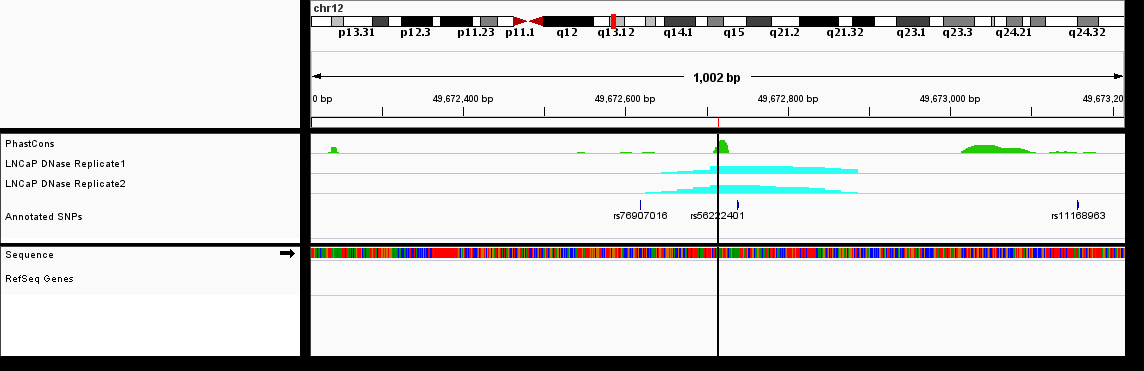 chr12
p13.31 p12.3 p11.23 p11.1 q12 q13.12 q14.1 q15 q21.2 q21.32 q23.1 q23.3 q24.21 q24.32
1,002 bp
0 bp 49,672,400 bp 49,672,600 bp 49,672,800 bp 49,673,000 bp 49,673,20
PhastCons
LNCaP DNase Replicate1
LNCaP DNase Replicate2
Annotated SNPs rs76907016 rs56222401 rs11168963
Sequence
RefSeq Genes